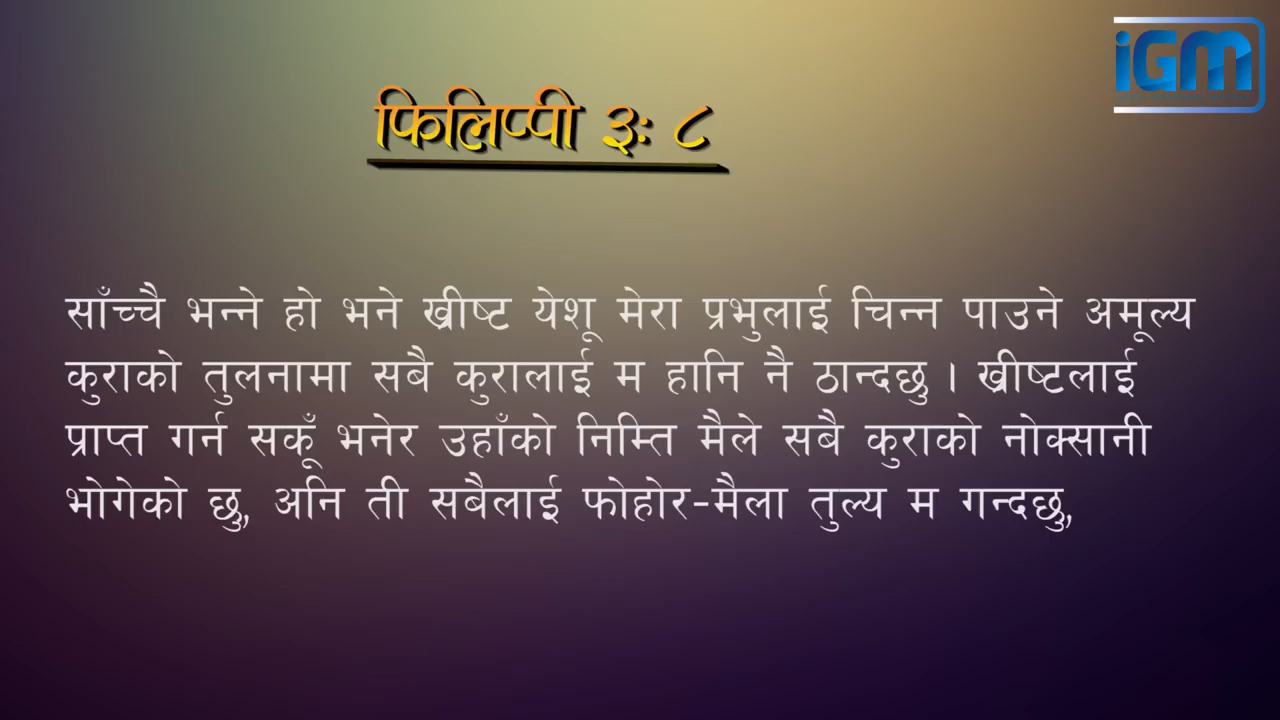 iGM
फिलिप्पी ३: ८
साँच्चै भन्ने हो भने ख्रीष्ट येशू मेरा प्रभुलाई चिन्न पाउने अमूल्य
कुराको तुलनामा सबै कुरालाई म हानि नै ठान्दछु । ख्रीष्टलाई
प्राप्त गर्न सकूँ भनेर उहाँको निम्ति मैले सबै कुराको नोक्सानी
भोगेको छु, अनि ती सबैलाई फोहोर-मैला तुल्य म गन्दछु,